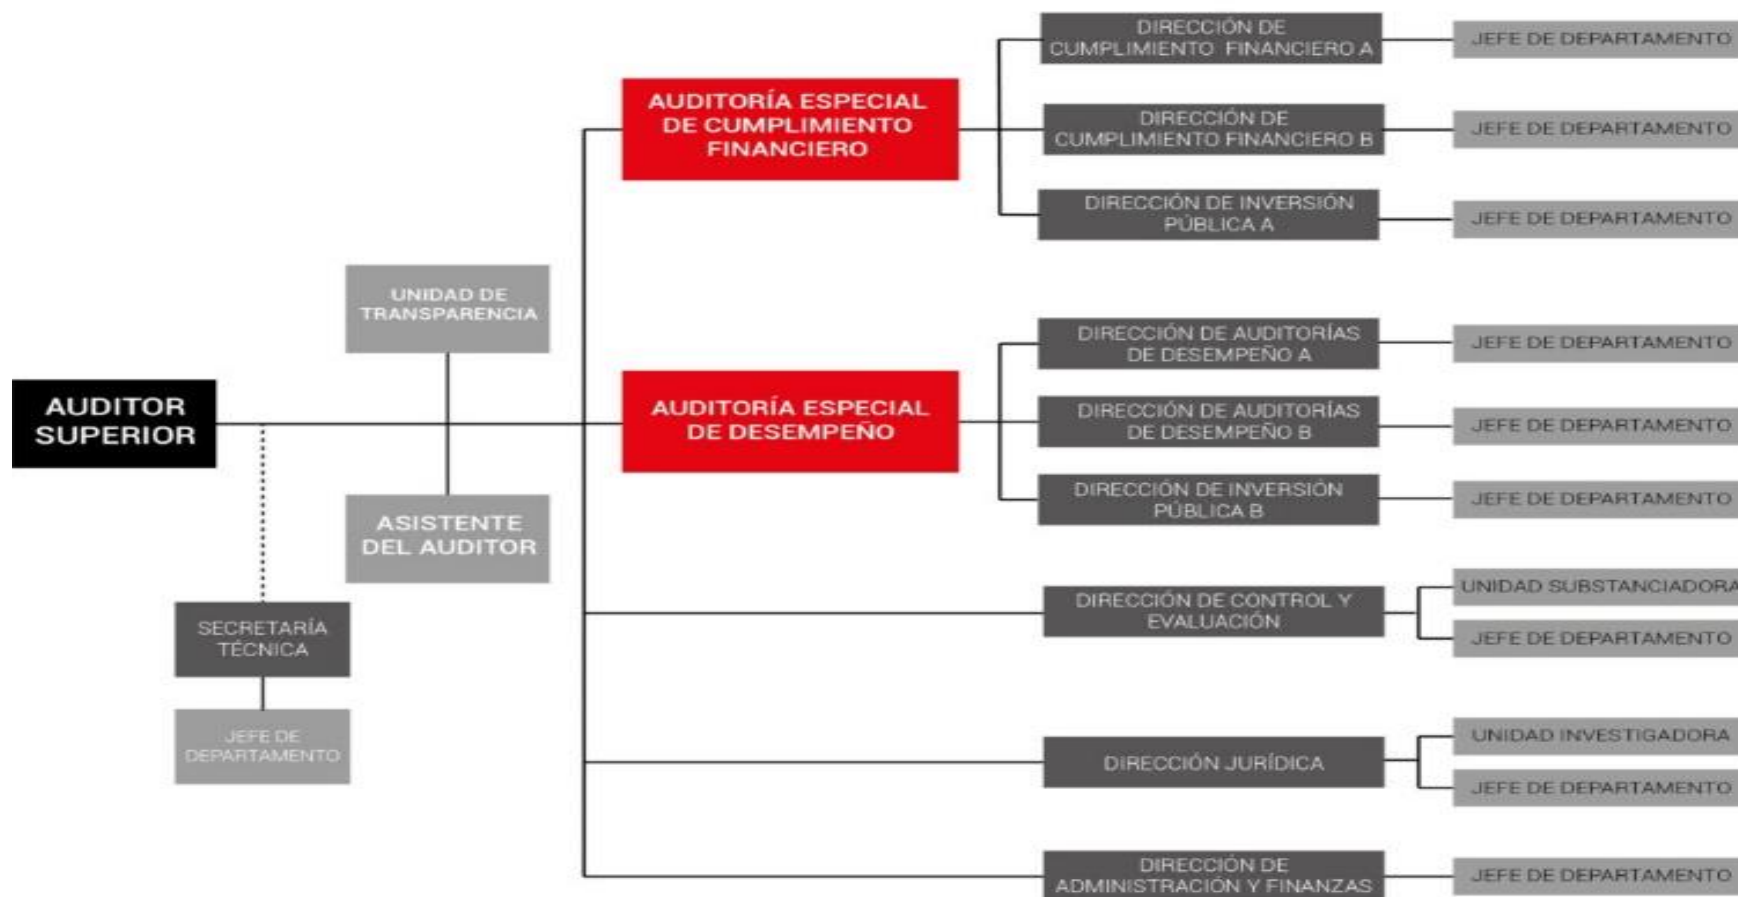 AUDITOR
SUPERIOR
SECRETARÍA
TÉCNICA
JEFE DE
DEPARTAMENTO
UNIDAD DE
TRANSPARENCIA
ASISTENTE
DEL AUDITOR
AUDITORÍA ESPECIAL
DE CUMPLIMIENTO
FINANCIERO
DIRECCIÓN DE
CUMPLIMIENTO FINANCIERO A
JEFE DE DEPARTAMENTO
DIRECCIÓN DE
CUMPLIMIENTO FINANCIERO B
JEFE DE DEPARTAMENTO
DIRECCIÓN DE INVERSIÓN
PÚBLICA A
JEFE DE DEPARTAMENTO
AUDITORÍA ESPECIAL
DE DESEMPEÑO
DIRECCIÓN DE AUDITORÍAS
DE DESEMPEÑO A
JEFE DE DEPARTAMENTO
DIRECCIÓN DE AUDITORÍAS
DE DESEMPEÑO B
JEFE DE DEPARTAMENTO
DIRECCIÓN DE INVERSIÓN
PÚBLICA B
JEFE DE DEPARTAMENTO
DIRECCIÓN DE CONTROL Y
EVALUACIÓN
UNIDAD SUBSTANCIADORA
JEFE DE DEPARTAMENTO
DIRECCIÓN JURÍDICA
UNIDAD INVESTIGADORA
JEFE DE DEPARTAMENTO
DIRECCIÓN DE
ADMINISTRACIÓN Y FINANZAS
JEFE DE DEPARTAMENTO